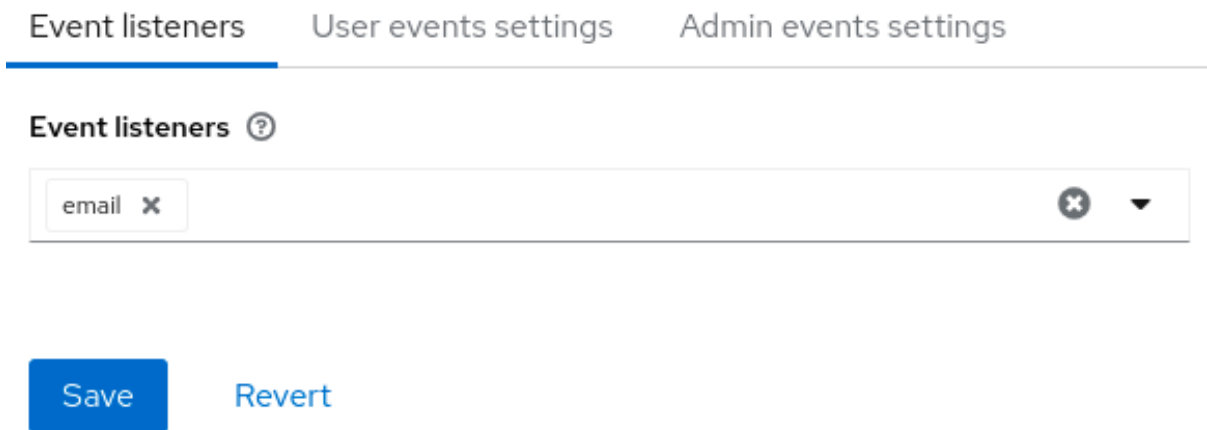 Event listeners User events settings Admin events settings
Event listeners
email
Save Revert